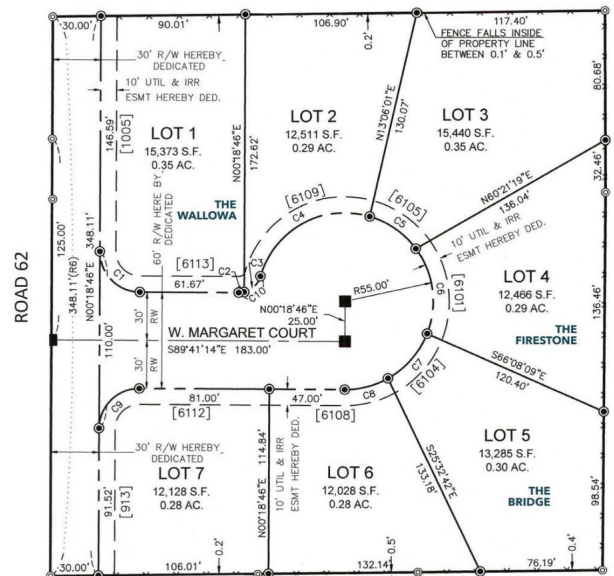 30.00'
90.01'
106.90'
117.40'
0.2'
FENCE FALLS INSIDE
OF PROPERTY LINE
BETWEEN 0.1' & 0.5'
30' R/W HEREBY
DEDICATED
10' UTIL & IRR
ESMT HEREBY DED.
146.59'
[1005]
LOT 1
15,373 S.F.
0.35 AC.
THE
WALLOWA
60' R/W HERE BY
DEDICATED
N00°18'46"E
172.62'
LOT 2
12,511 S.F.
0.29 AC.
N13°06'01"E
130.07'
LOT 3
15,440 S.F.
0.35 AC.
80.68'
32.46'
N60°21'19"E
136.04'
10' UTIL & IRR
ESMT HEREBY DED.
[6109]
C4
C5
[6105]
ROAD 62
125.00'
348.11'(R6)
348.11'
N00°18'46"E
110.00'
C1
C2
C3
C10
[6113]
61.67'
30'
RW
30'
RW
N00°18'46"E
25.00'
R55.00'
C6
[6101]
W. MARGARET COURT
S89°41'14"E 183.00'
LOT 4
12,466 S.F.
0.29 AC.
THE
FIRESTONE
136.46'
S66°08'09"E
120.40'
C7
[6104]
C8
C9
81.00'
47.00'
[6112]
[6108]
30' R/W HEREBY
DEDICATED
LOT 7
12,128 S.F.
0.28 AC.
91.52'
[913]
N00°18'46"E
114.84'
10' UTIL & IRR
ESMT HEREBY DED.
LOT 6
12,028 S.F.
0.28 AC.
S25°32'42"E
133.18'
LOT 5
13,285 S.F.
0.30 AC.
THE
BRIDGE
98.54'
30.00'
106.01'
0.2'
132.14'
0.5'
76.19'
0.4'